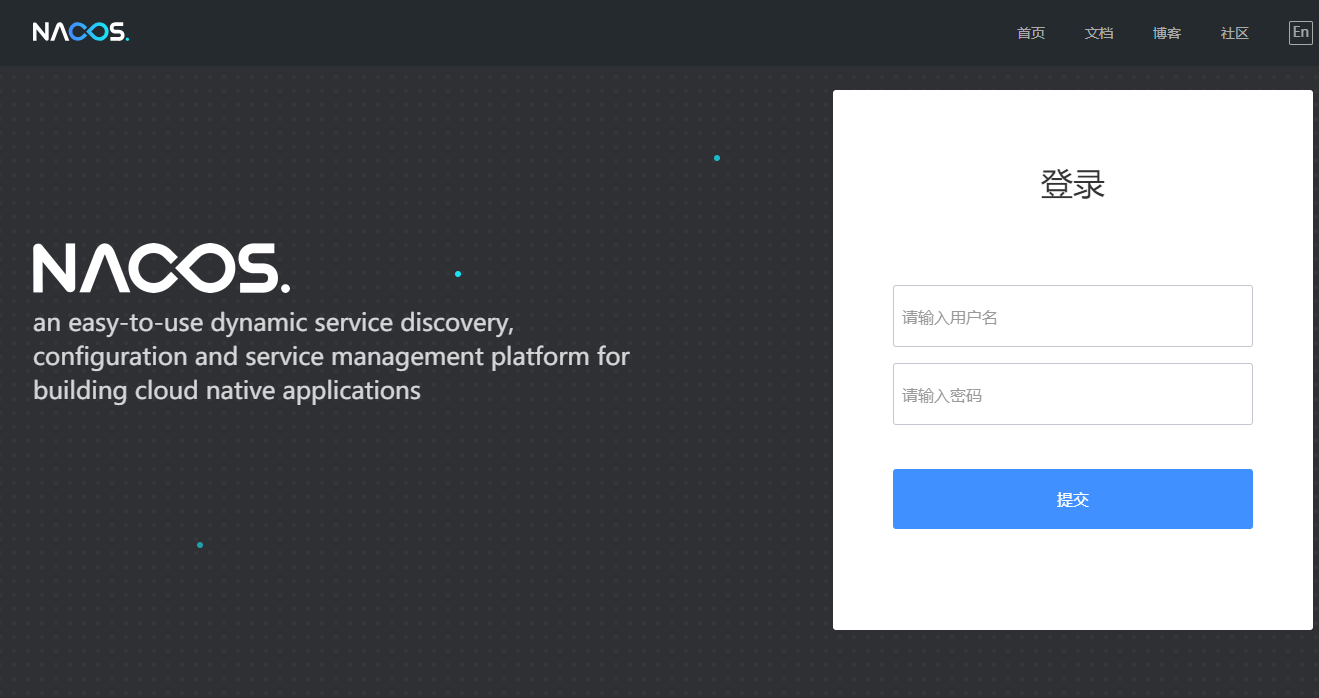 NACOS.
首页 文档 博客 社区 En
登录
NACOS.
an easy-to-use dynamic service discovery,
configuration and service management platform for
building cloud native applications
请输入用户名
请输入密码
提交